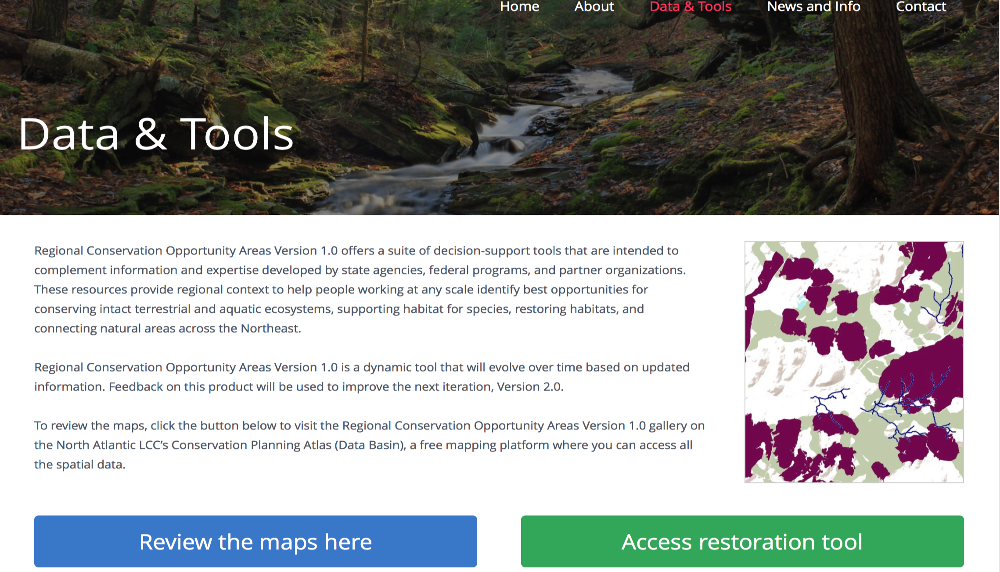 Home About Data & Tools News and Info Contact
Data & Tools
Regional Conservation Opportunity Areas Version 1.0 offers a suite of decision-support tools that are intended to
complement information and expertise developed by state agencies, federal programs, and partner organizations.
These resources provide regional context to help people working at any scale identify best opportunities for
conserving intact terrestrial and aquatic ecosystems, supporting habitat for species, restoring habitats, and
connecting natural areas across the Northeast.
Regional Conservation Opportunity Areas Version 1.0 is a dynamic tool that will evolve over time based on updated
information. Feedback on this product will be used to improve the next iteration, Version 2.0.
To review the maps, click the button below to visit the Regional Conservation Opportunity Areas Version 1.0 gallery on
the North Atlantic LCC’s Conservation Planning Atlas (Data Basin), a free mapping platform where you can access all
the spatial data.
Review the maps here
Access restoration tool